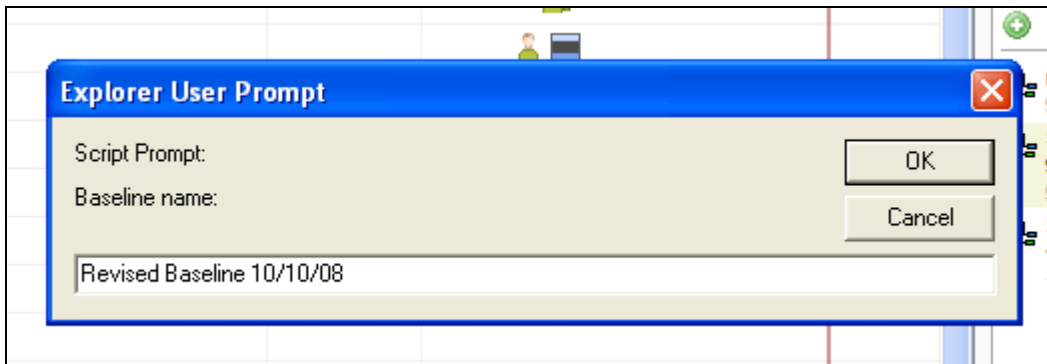 Explorer User Prompt
Script Prompt:
OK
Baseline name:
Cancel
Revised Baseline 10/10/08